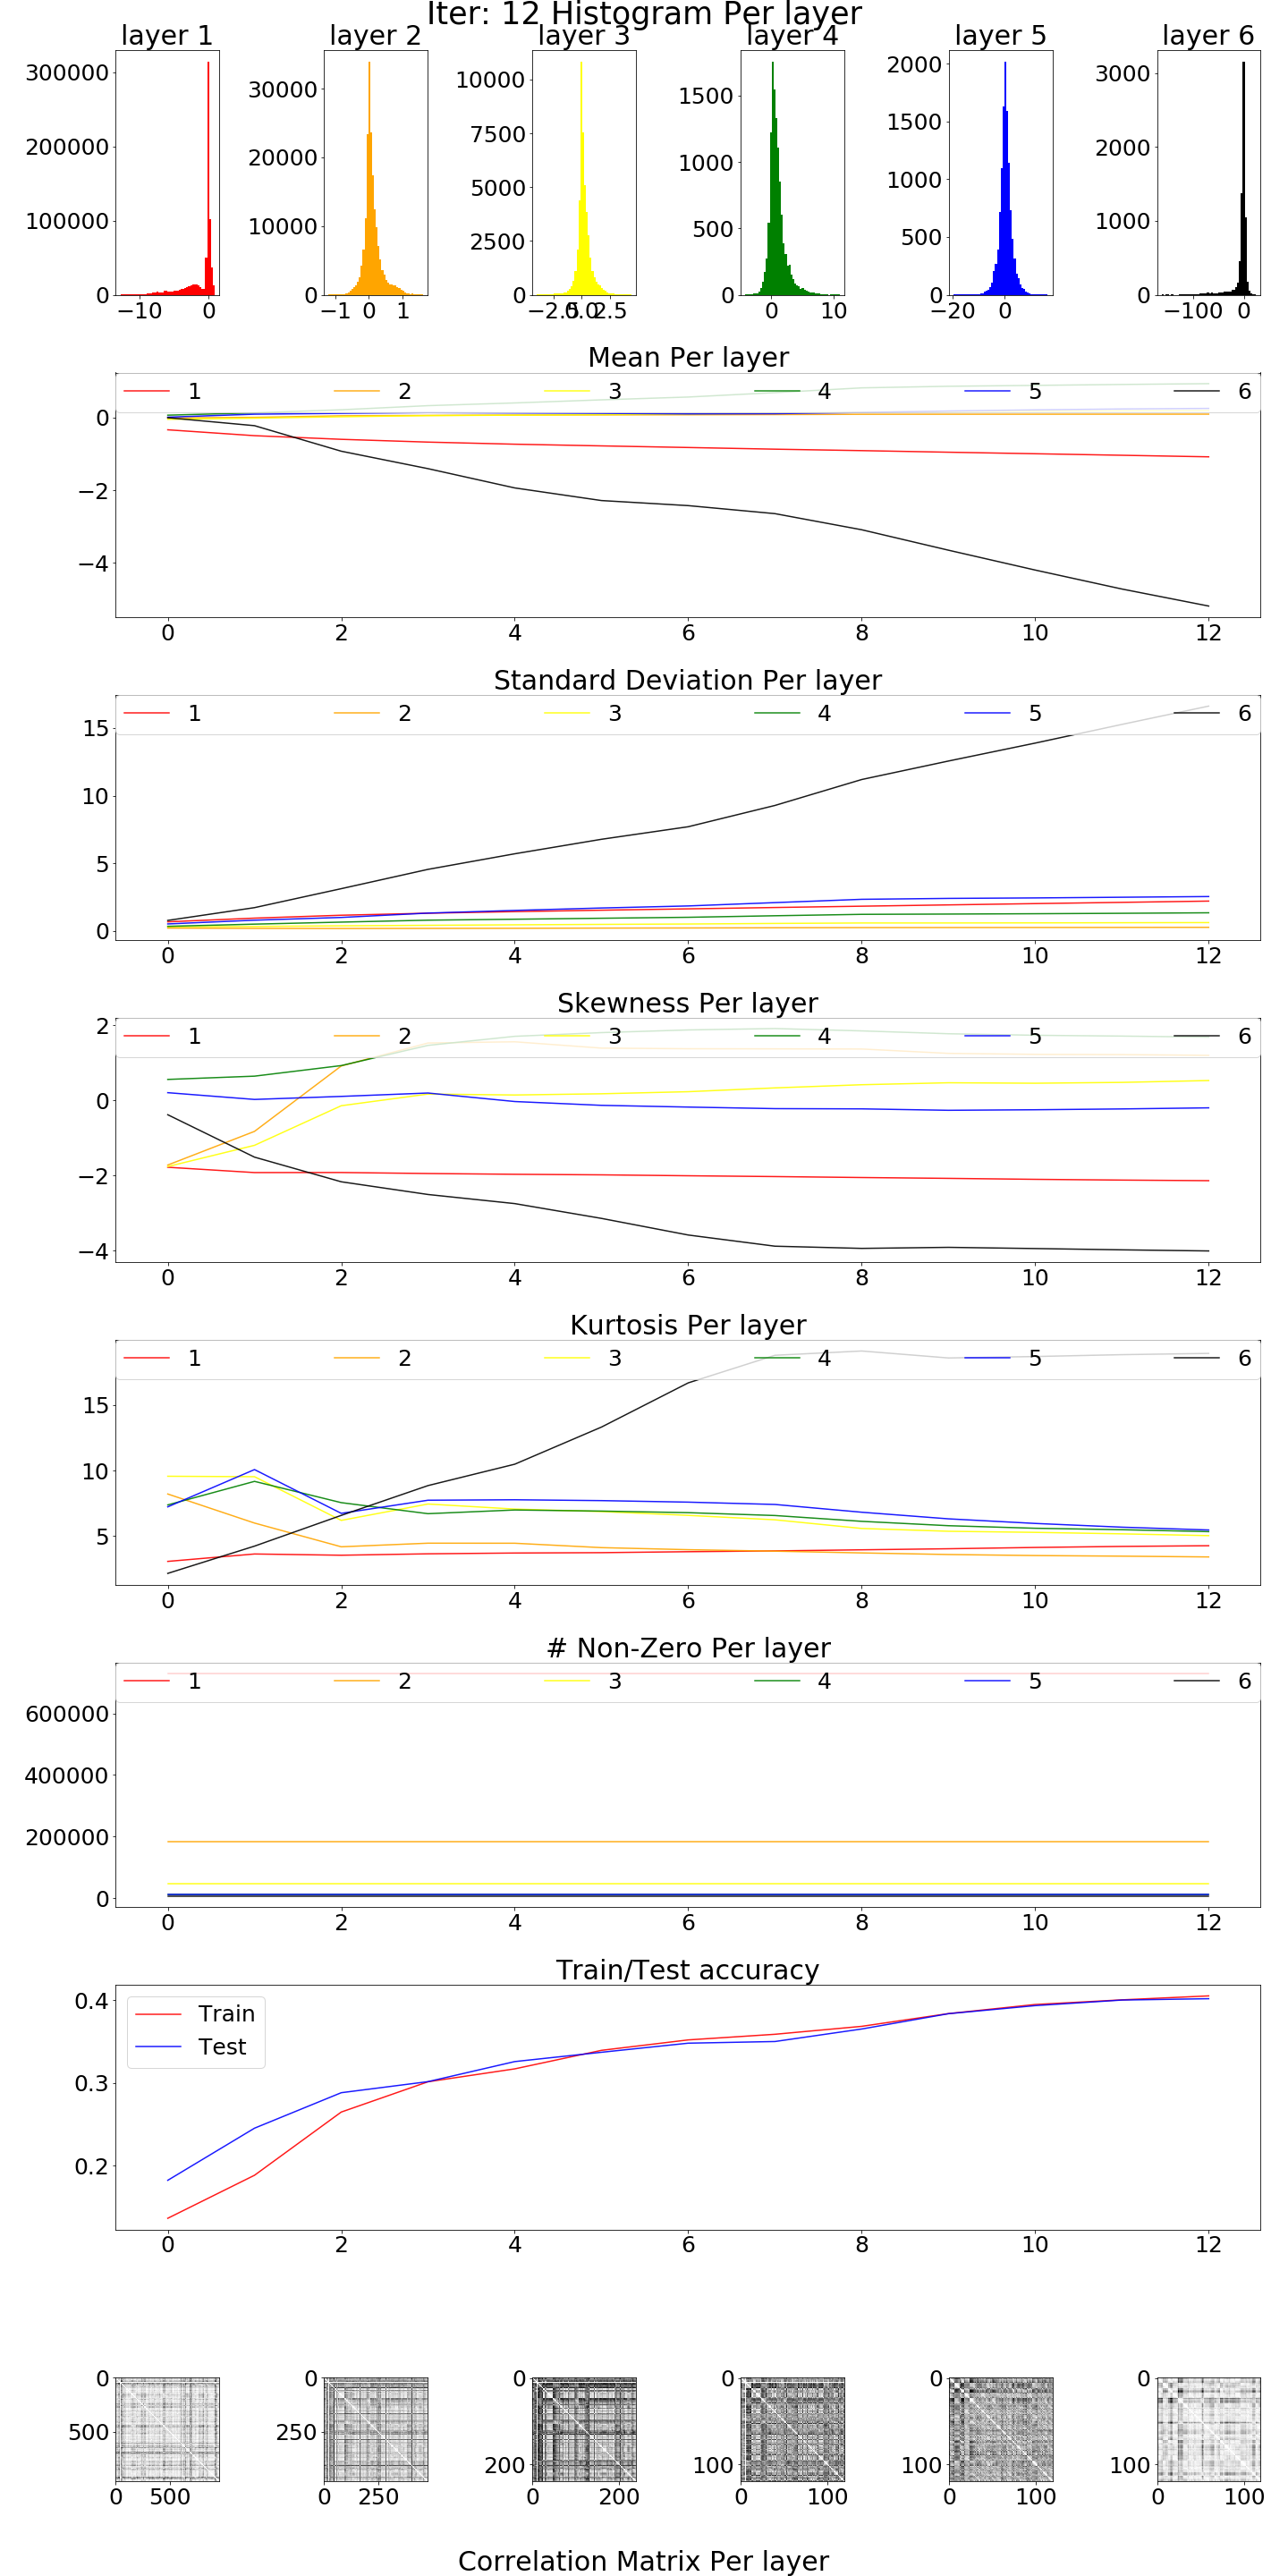 Iter: 12 Histogram Per layer
layer 1 layer 2 layer 3 layer 4 layer 5 layer 6
300000 200000 100000 0 −10 0
30000 20000 10000 0 −1 0 1
10000 7500 5000 2500 0 −2.5 0.0 2.5
1500 1000 500 0 0 10
2000 1500 1000 500 0 −20 0
3000 2000 1000 0 −100 0
Mean Per layer
1 2 3 4 5 6
0
−2
−4
0 2 4 6 8 10 12
Standard Deviation Per layer
1 2 3 4 5 6
15
10
5
0
0 2 4 6 8 10 12
Skewness Per layer
2
1 2 3 4 5 6
0
−2
−4
0 2 4 6 8 10 12
Kurtosis Per layer
1 2 3 4 5 6
15
10
5
0 2 4 6 8 10 12
# Non-Zero Per layer
1 2 3 4 5 6
600000
400000
200000
0
0 2 4 6 8 10 12
Train/Test accuracy
0.4
Train
Test
0.3
0.2
0 2 4 6 8 10 12
0 500 0 500
0 250 0 250
0 200 0 200
0 100 0 100
0 100 0 100
0 100 0 100
Correlation Matrix Per layer